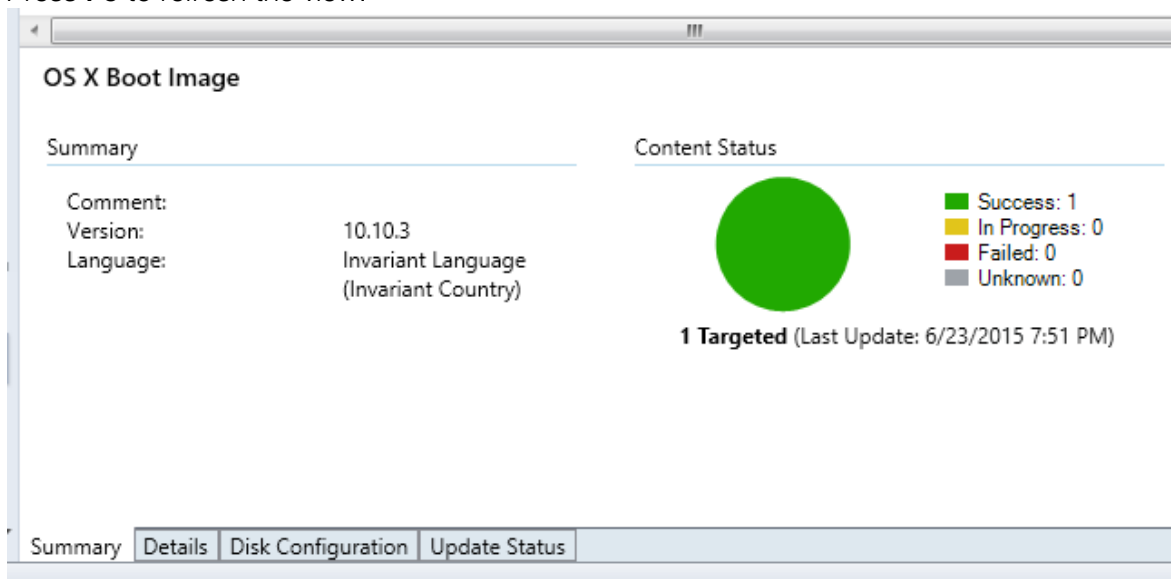 OS X Boot Image
Summary
Comment:
Version: 10.10.3
Language: Invariant Language
(Invariant Country)
Content Status
Success: 1
In Progress: 0
Failed: 0
Unknown: 0
1 Targeted (Last Update: 6/23/2015 7:51 PM)
Summary Details Disk Configuration Update Status